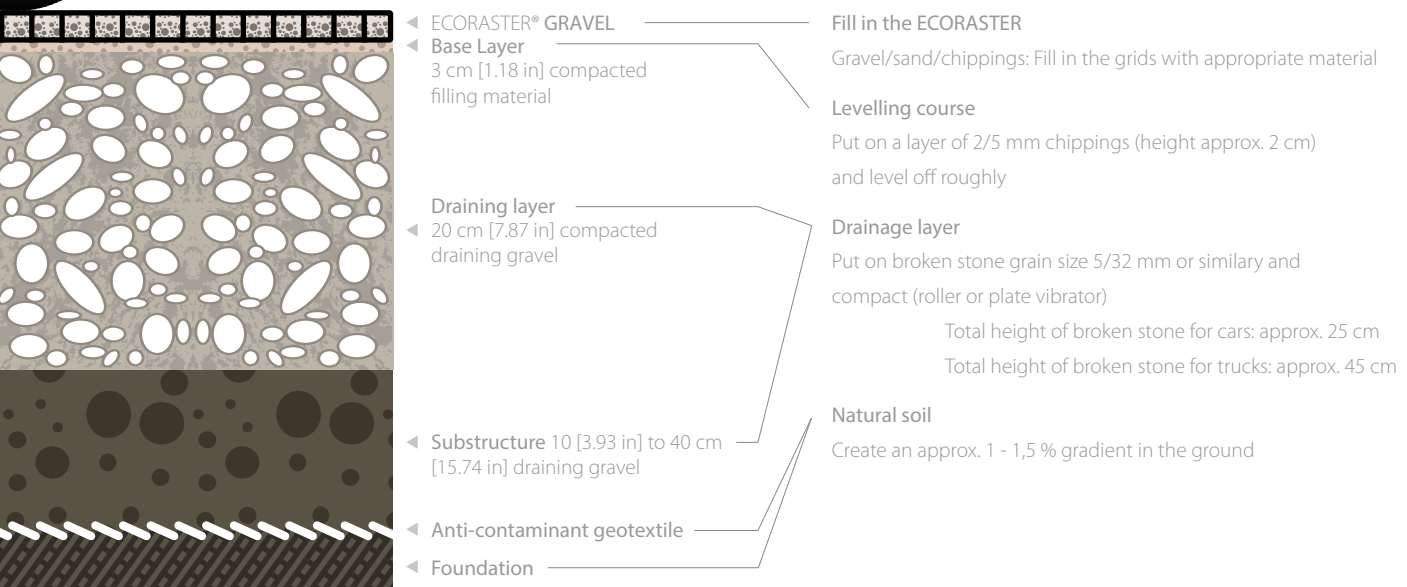 ECORASTER® GRAVEL
Base Layer
3 cm [1.18 in] compacted
filling material
Draining layer
20 cm [7.87 in] compacted
draining gravel
Substructure 10 [3.93 in] to 40 cm
[15.74 in] draining gravel
Anti-contaminant geotextile
Foundation
Fill in the ECORASTER
Gravel/sand/chippings: Fill in the grids with appropriate material
Levelling course
Put on a layer of 2/5 mm chippings (height approx. 2 cm)
and level off roughly
Drainage layer
Put on broken stone grain size 5/32 mm or similary and
compact (roller or plate vibrator)
Total height of broken stone for cars: approx. 25 cm
Total height of broken stone for trucks: approx. 45 cm
Natural soil
Create an approx. 1 - 1,5 % gradient in the ground